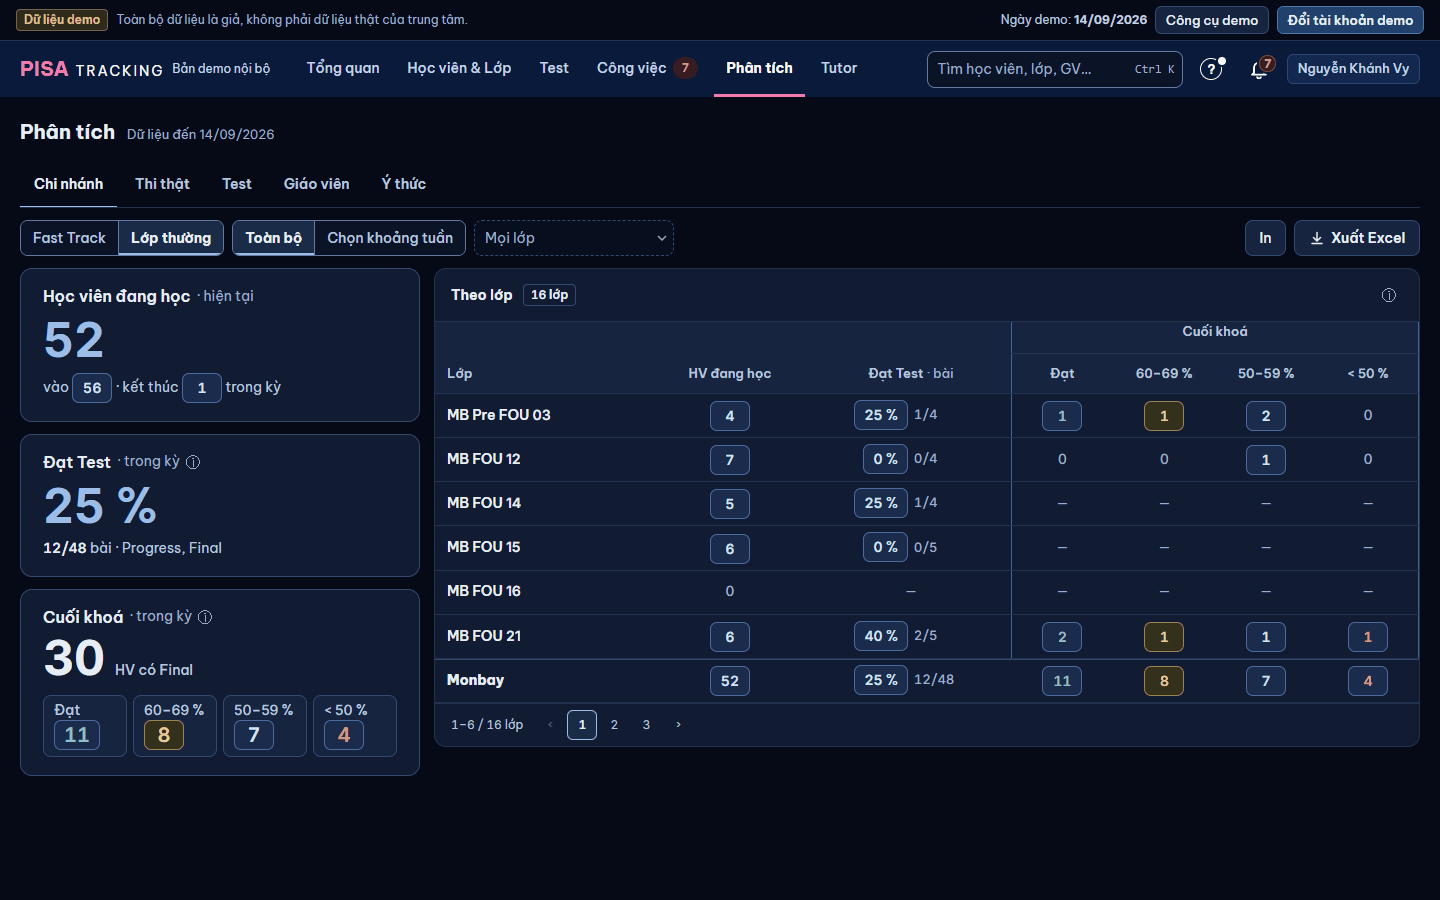 Dữ liệu demo Toàn bộ dữ liệu là giả, không phải dữ liệu thật của trung tâm. Ngày demo: 14/09/2026 Công cụ demo Đổi tài khoản demo
PISA TRACKING Bản demo nội bộ Tổng quan Học viên & Lớp Test Công việc 7 Phân tích Tutor Tìm học viên, lớp, GV... Ctrl K ? 7 Nguyễn Khánh Vy
Phân tích Dữ liệu đến 14/09/2026
Chi nhánh Thi thật Test Giáo viên Ý thức
Fast Track Lớp thường Toàn bộ Chọn khoảng tuần Mọi lớp In Xuất Excel
Học viên đang học · hiện tại
52
vào 56 · kết thúc 1 trong kỳ
Đạt Test · trong kỳ
25 %
12/48 bài · Progress, Final
Cuối khoá · trong kỳ
30 HV có Final
Đạt 60–69 % 50–59 % < 50 %
11 8 7 4
Theo lớp 16 lớp
Cuối khoá
Lớp HV đang học Đạt Test · bài Đạt 60–69 % 50–59 % < 50 %
MB Pre FOU 03 4 25 % 1/4 1 1 2 0
MB FOU 12 7 0 % 0/4 0 0 1 0
MB FOU 14 5 25 % 1/4 – – – –
MB FOU 15 6 0 % 0/5 – – – –
MB FOU 16 0 – – – – –
MB FOU 21 6 40 % 2/5 2 1 1 1
Monbay 52 25 % 12/48 11 8 7 4
1–6 / 16 lớp ‹ 1 2 3 ›